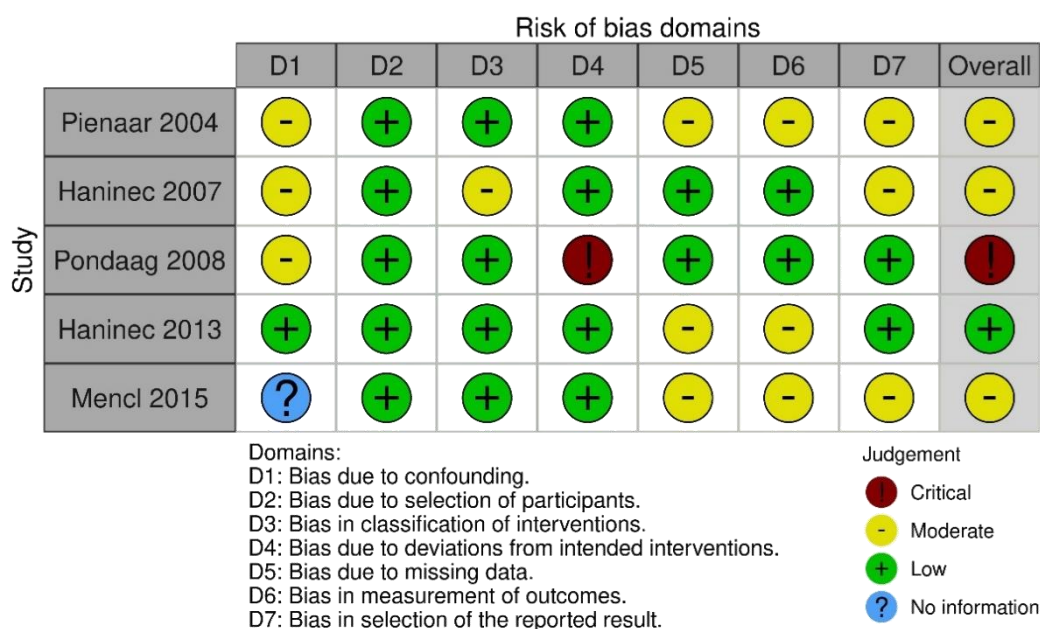 Risk of bias domains
D1 D2 D3 D4 D5 D6 D7 Overall
Study
Pienaar 2004 - + + + - - - -
Haninec 2007 - + - + + + - -
Pondaag 2008 - + + ! + + + !
Haninec 2013 + + + + - - + +
Mencl 2015 ? + + + - - - -
Domains:
D1: Bias due to confounding.
D2: Bias due to selection of participants.
D3: Bias in classification of interventions.
D4: Bias due to deviations from intended interventions.
D5: Bias due to missing data.
D6: Bias in measurement of outcomes.
D7: Bias in selection of the reported result.
Judgement
! Critical
- Moderate
+ Low
? No information